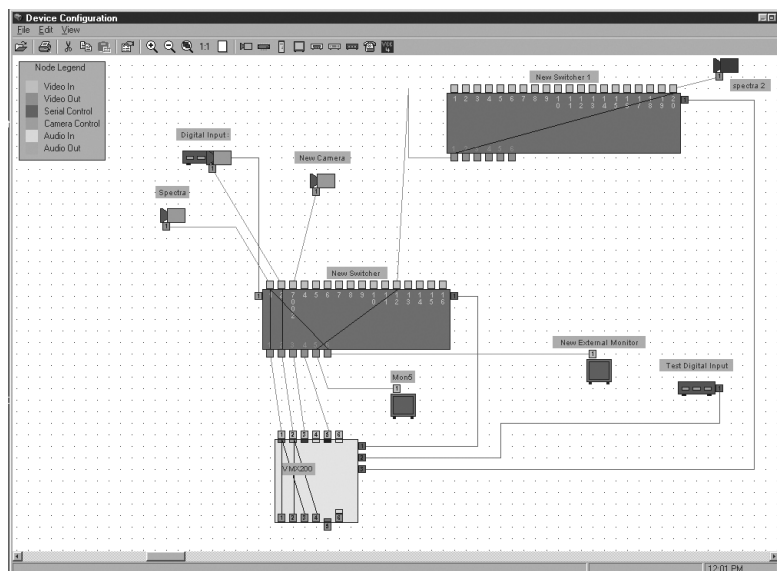 Device Configuration
File Edit View
1:1
Node Legend
Video In
Video Out
Serial Control
Camera Control
Audio In
Audio Out
New Switcher 1
spectra 2
Digital Input
New Camera
Spectra
New Switcher
New External Monitor
Mon5
Test Digital Input
VMX200
12:01 PM